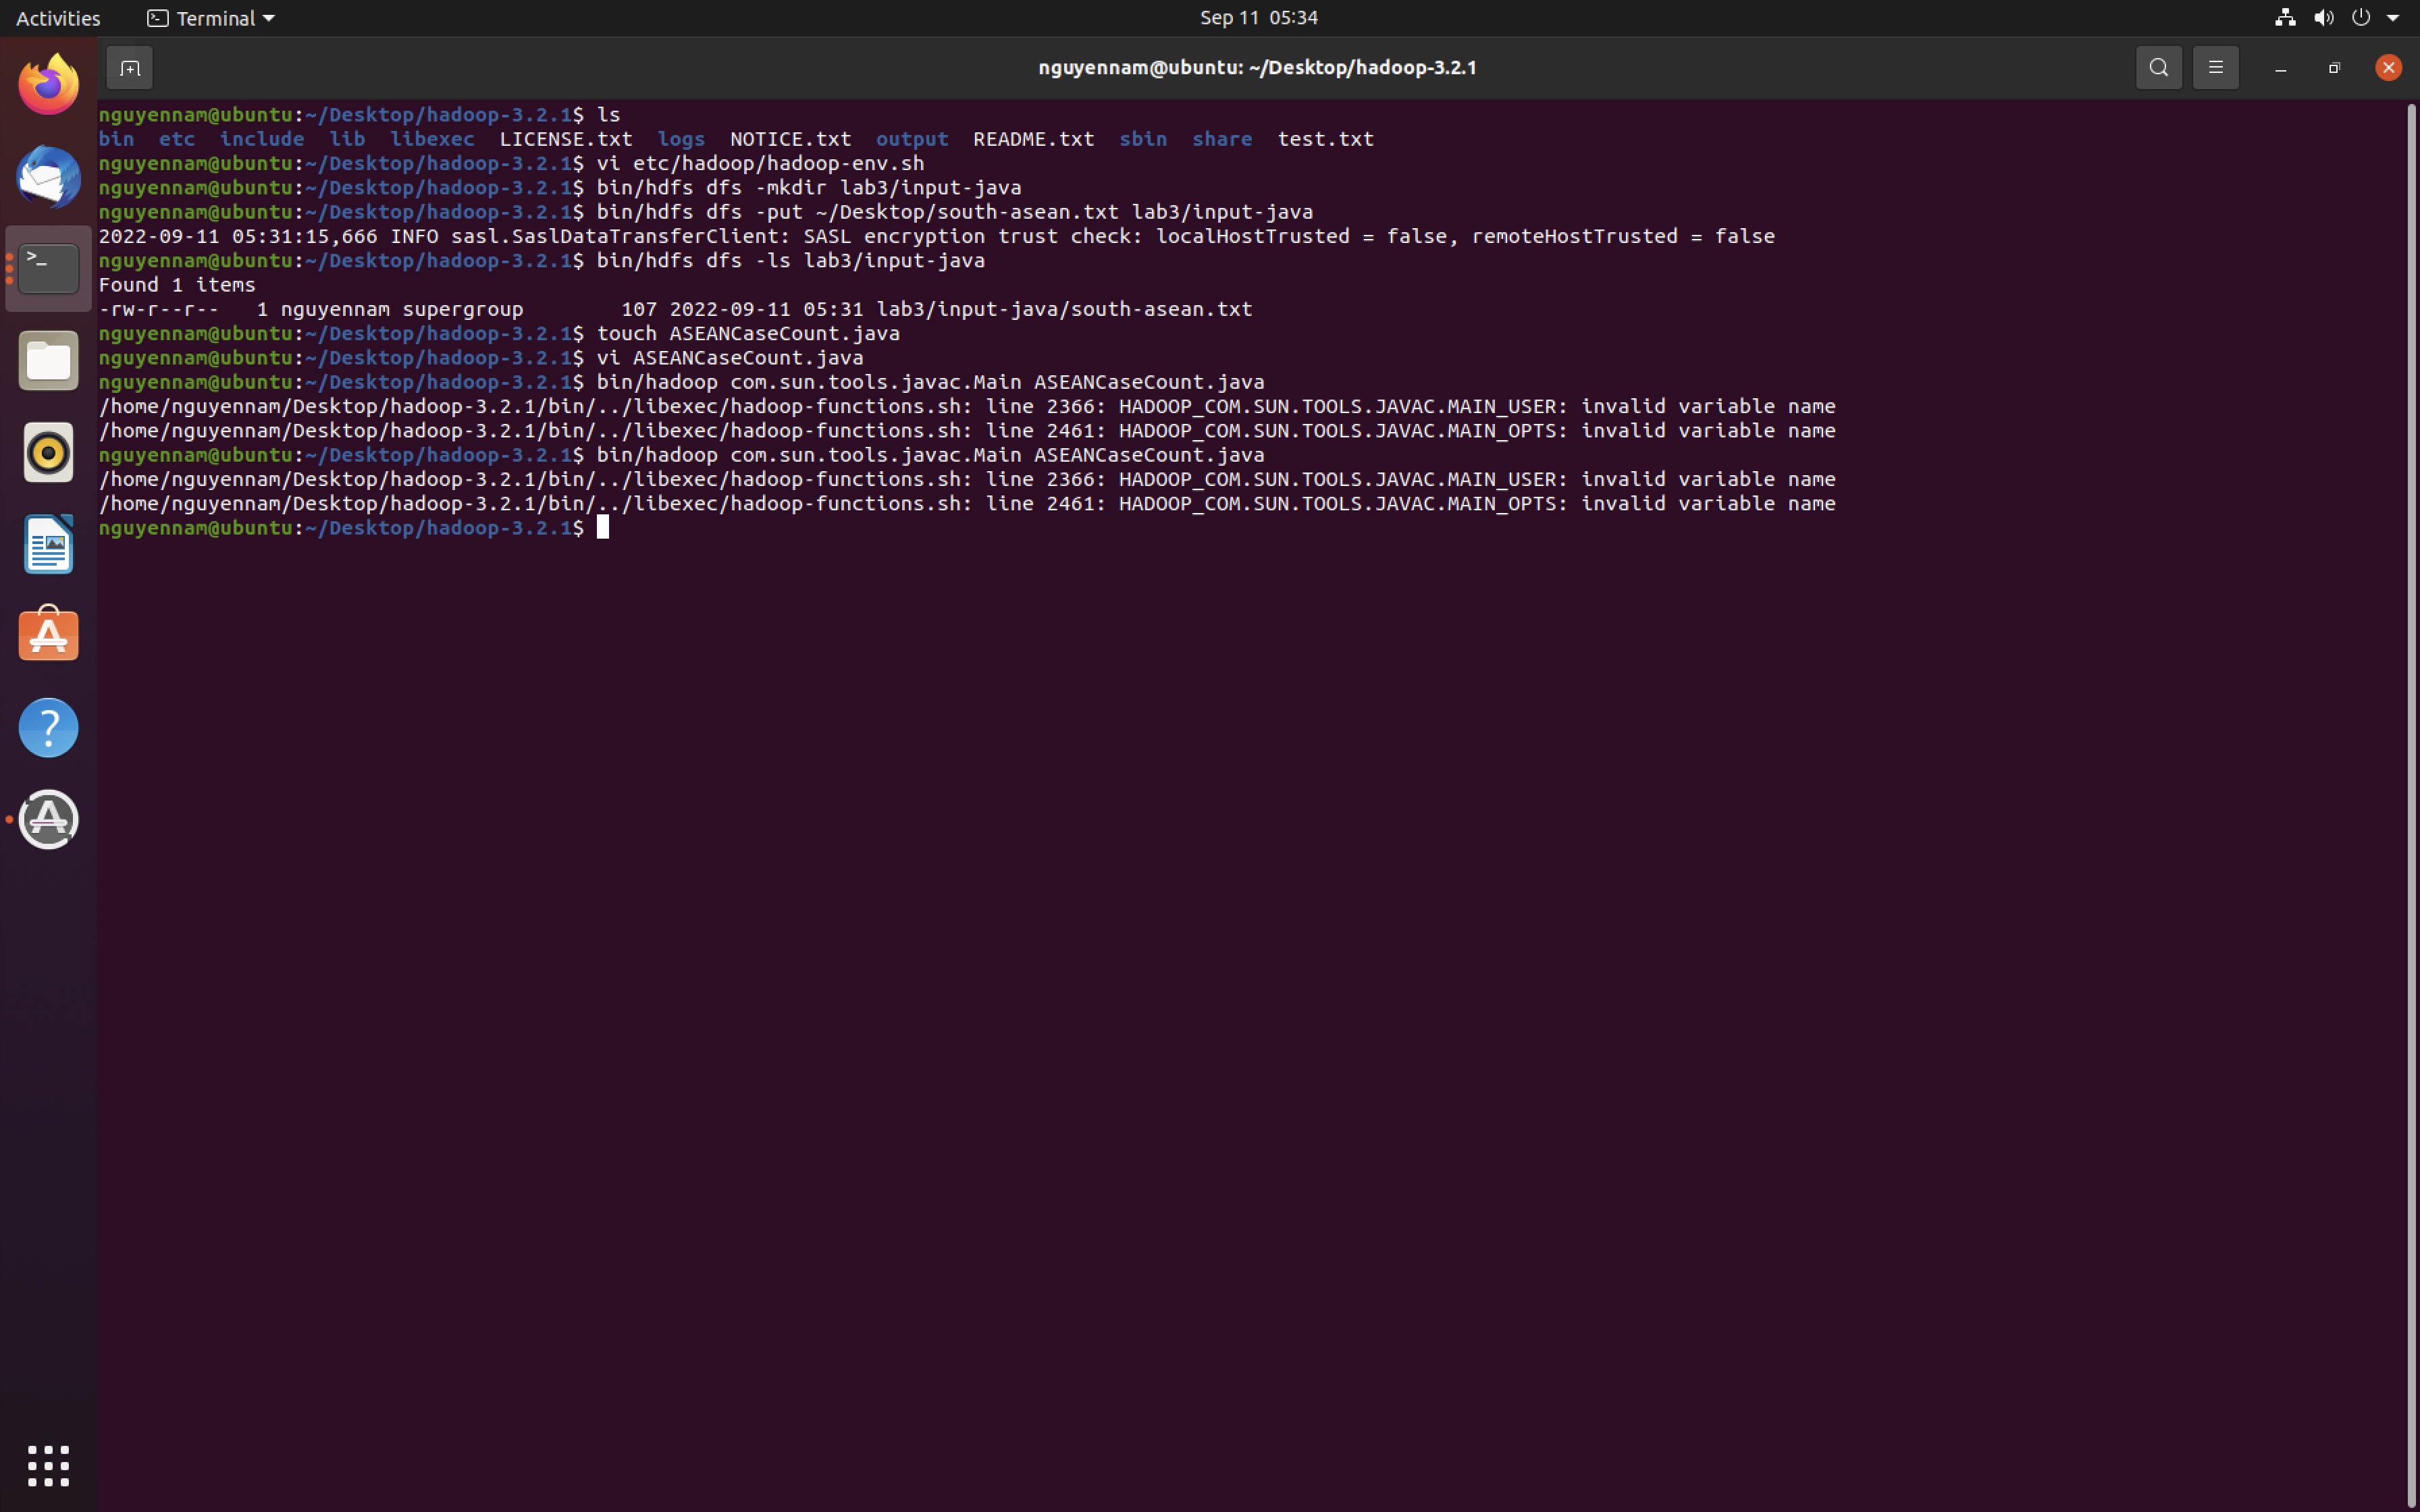 Activities Terminal Sep 11 05:34
nguyennam@ubuntu: ~/Desktop/hadoop-3.2.1
nguyennam@ubuntu:~/Desktop/hadoop-3.2.1$ ls
bin etc include lib libexec LICENSE.txt logs NOTICE.txt output README.txt sbin share test.txt
nguyennam@ubuntu:~/Desktop/hadoop-3.2.1$ vi etc/hadoop/hadoop-env.sh
nguyennam@ubuntu:~/Desktop/hadoop-3.2.1$ bin/hdfs dfs -mkdir lab3/input-java
nguyennam@ubuntu:~/Desktop/hadoop-3.2.1$ bin/hdfs dfs -put ~/Desktop/south-asean.txt lab3/input-java
2022-09-11 05:31:15,666 INFO sasl.SaslDataTransferClient: SASL encryption trust check: localHostTrusted = false, remoteHostTrusted = false
nguyennam@ubuntu:~/Desktop/hadoop-3.2.1$ bin/hdfs dfs -ls lab3/input-java
Found 1 items
-rw-r--r-- 1 nguyennam supergroup 107 2022-09-11 05:31 lab3/input-java/south-asean.txt
nguyennam@ubuntu:~/Desktop/hadoop-3.2.1$ touch ASEANCaseCount.java
nguyennam@ubuntu:~/Desktop/hadoop-3.2.1$ vi ASEANCaseCount.java
nguyennam@ubuntu:~/Desktop/hadoop-3.2.1$ bin/hadoop com.sun.tools.javac.Main ASEANCaseCount.java
/home/nguyennam/Desktop/hadoop-3.2.1/bin/../libexec/hadoop-functions.sh: line 2366: HADOOP_COM.SUN.TOOLS.JAVAC.MAIN_USER: invalid variable name
/home/nguyennam/Desktop/hadoop-3.2.1/bin/../libexec/hadoop-functions.sh: line 2461: HADOOP_COM.SUN.TOOLS.JAVAC.MAIN_OPTS: invalid variable name
nguyennam@ubuntu:~/Desktop/hadoop-3.2.1$ bin/hadoop com.sun.tools.javac.Main ASEANCaseCount.java
/home/nguyennam/Desktop/hadoop-3.2.1/bin/../libexec/hadoop-functions.sh: line 2366: HADOOP_COM.SUN.TOOLS.JAVAC.MAIN_USER: invalid variable name
/home/nguyennam/Desktop/hadoop-3.2.1/bin/../libexec/hadoop-functions.sh: line 2461: HADOOP_COM.SUN.TOOLS.JAVAC.MAIN_OPTS: invalid variable name
nguyennam@ubuntu:~/Desktop/hadoop-3.2.1$